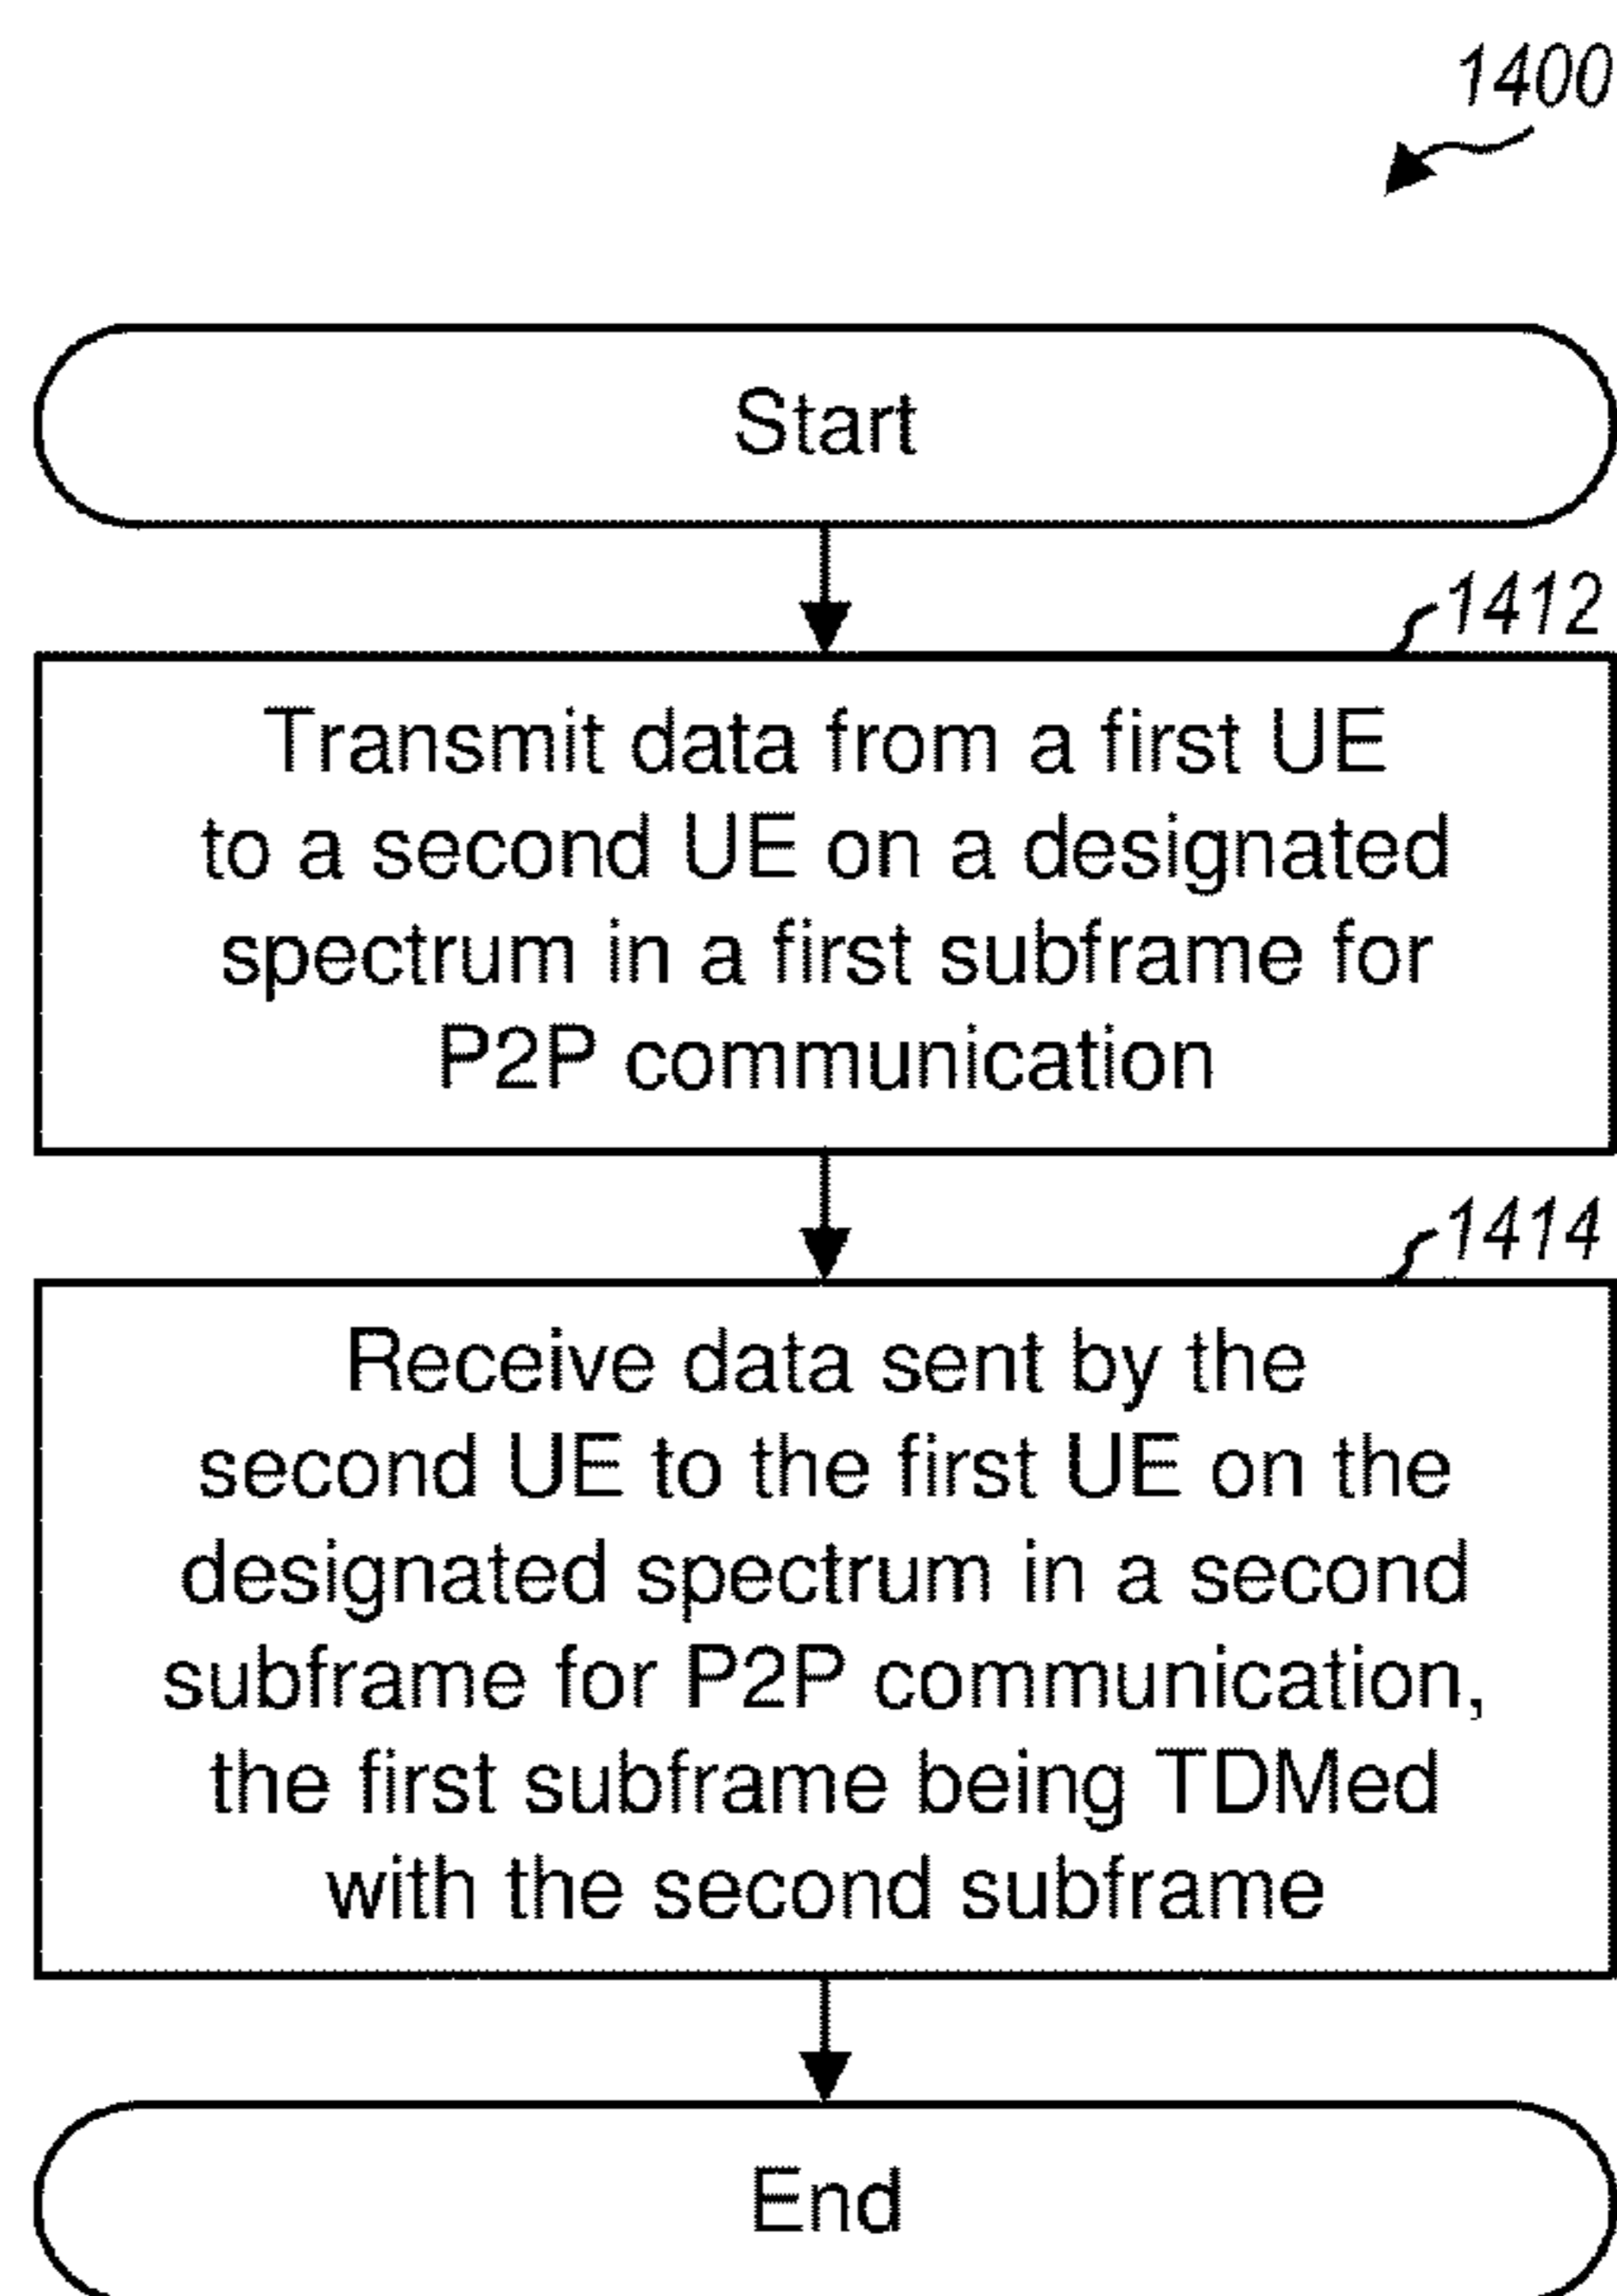 1400
Start
1412
Transmit data from a first UE
to a second UE on a designated
spectrum in a first subframe for
P2P communication
1414
Receive data sent by the
second UE to the first UE on the
designated spectrum in a second
subframe for P2P communication,
the first subframe being TDMed
with the second subframe
End